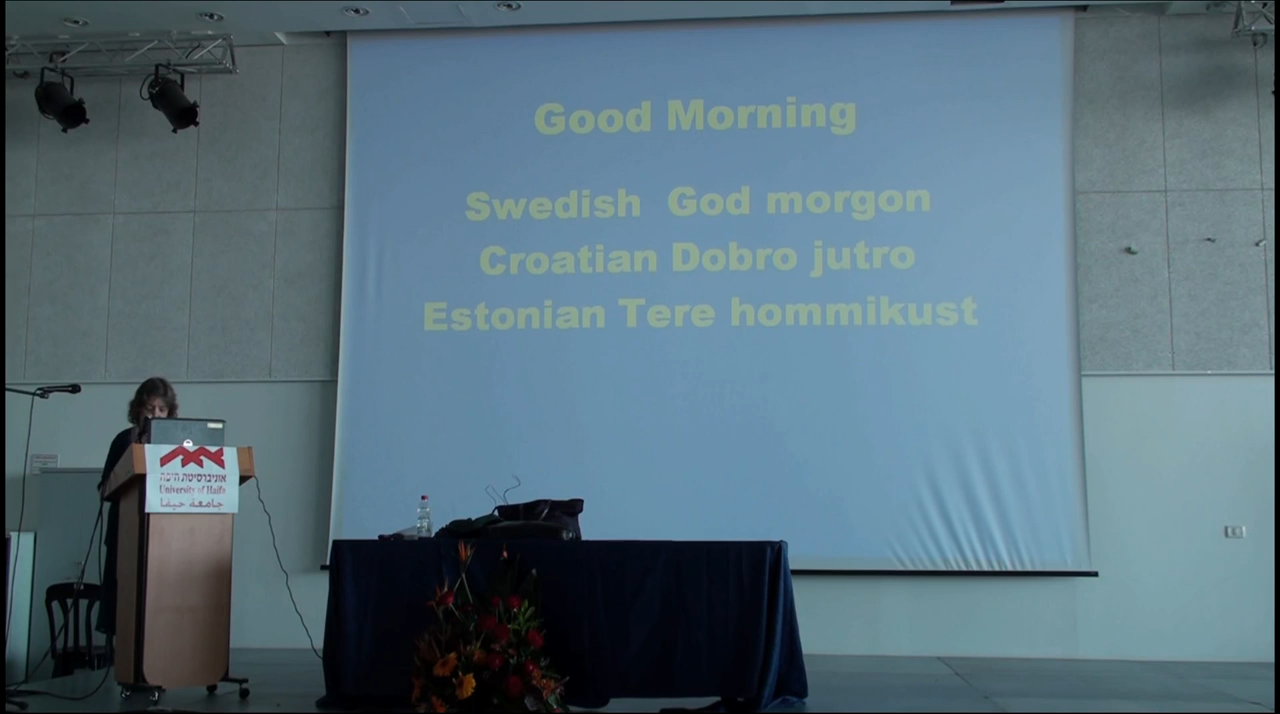 Good Morning
Swedish God morgon
Croatian Dobro jutro
Estonian Tere hommikust
אוניברסיטת חיפה
University of Haifa
جامعة حيفا